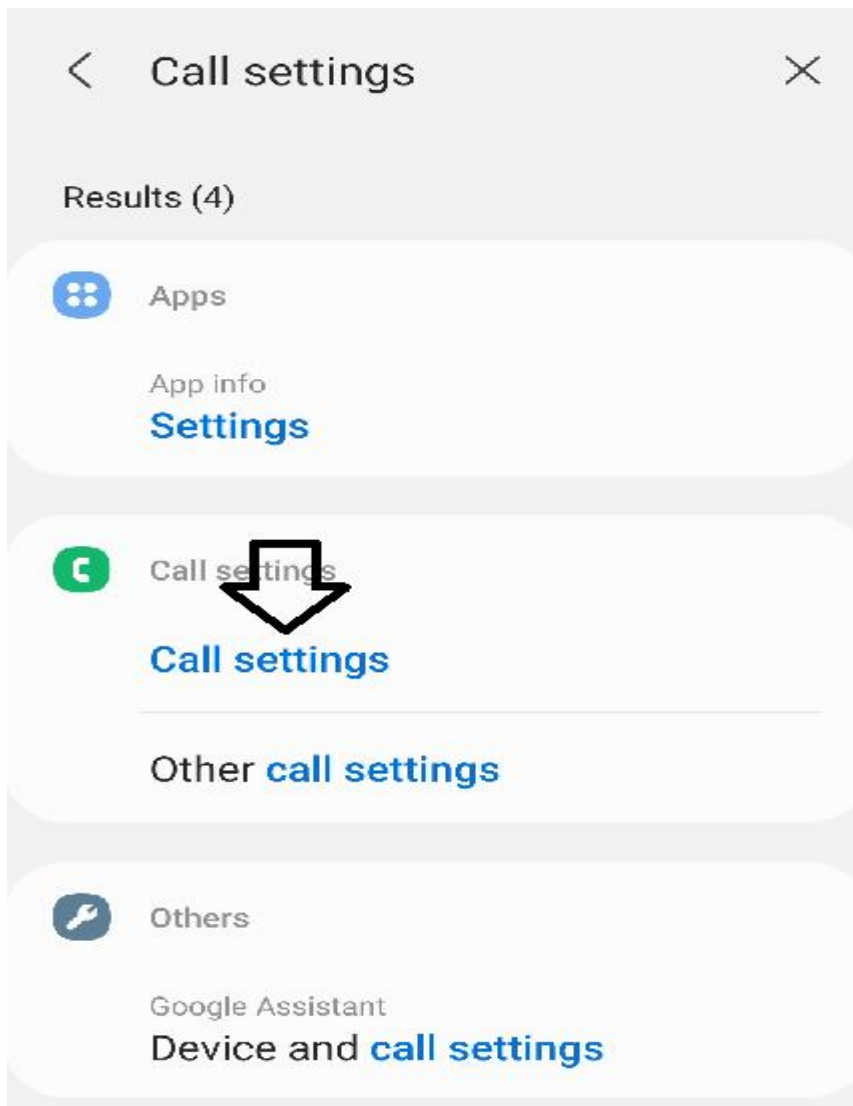 Call settings
Results (4)
Apps
App info
Settings
Call settings
Call settings
Other call settings
Others
Google Assistant
Device and call settings